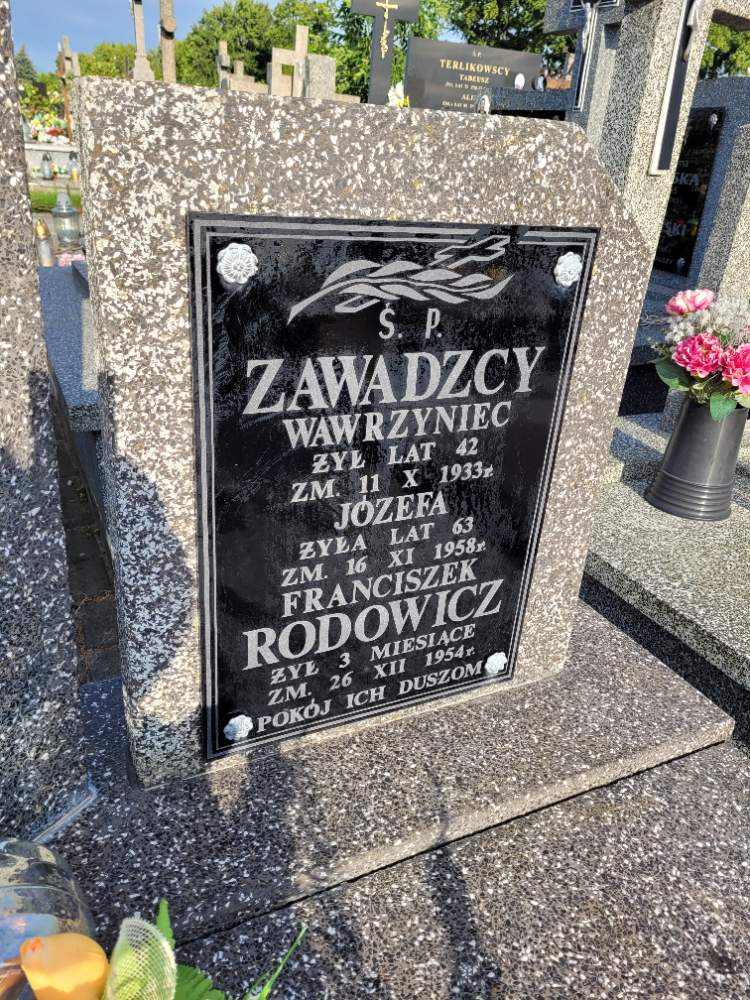 Ś. P.
ZAWADZCY
WAWRZYNIEC
ŻYŁ LAT 42
ZM. 11 X 1933r.
JÓZEFA
ŻYŁA LAT 63
ZM. 16 XI 1958r.
FRANCISZEK
RODOWICZ
ŻYŁ 3 MIESIĄCE
ZM. 26 XII 1954r.
POKÓJ ICH DUSZOM
Ś.P.
TERLIKOWSCY
TADEUSZ